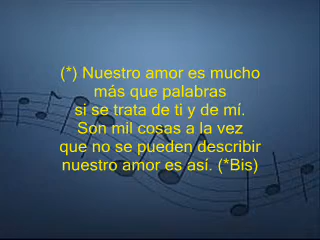 (*) Nuestro amor es mucho
más que palabras
si se trata de ti y de mí.
Son mil cosas a la vez
que no se pueden describir
nuestro amor es así. (*Bis)